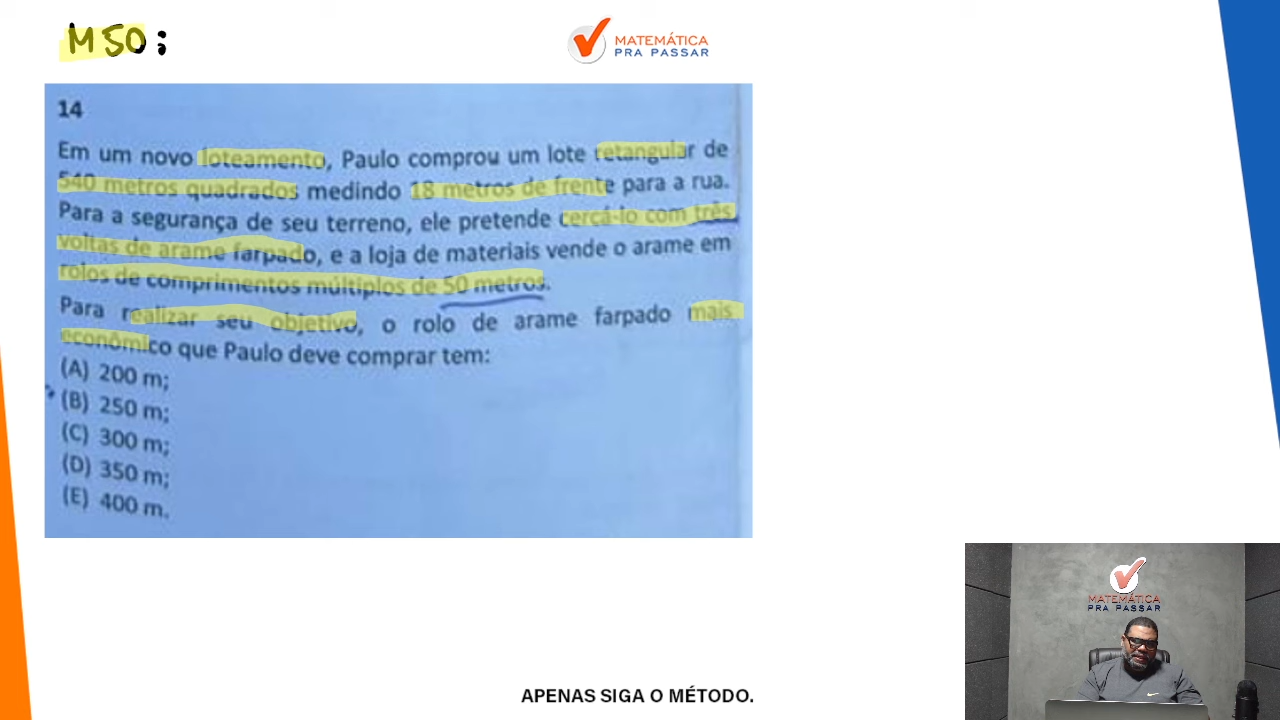 M50:
MATEMÁTICA
PRA PASSAR
14
Em um novo loteamento, Paulo comprou um lote retangular de
540 metros quadrados medindo 18 metros de frente para a rua.
Para a segurança de seu terreno, ele pretende cercá-lo com três
voltas de arame farpado, e a loja de materiais vende o arame em
rolos de comprimentos múltiplos de 50 metros.
Para realizar seu objetivo, o rolo de arame farpado mais
econômico que Paulo deve comprar tem:
(A) 200 m;
(B) 250 m;
(C) 300 m;
(D) 350 m;
(E) 400 m.
MATEMÁTICA
PRA PASSAR
APENAS SIGA O MÉTODO.